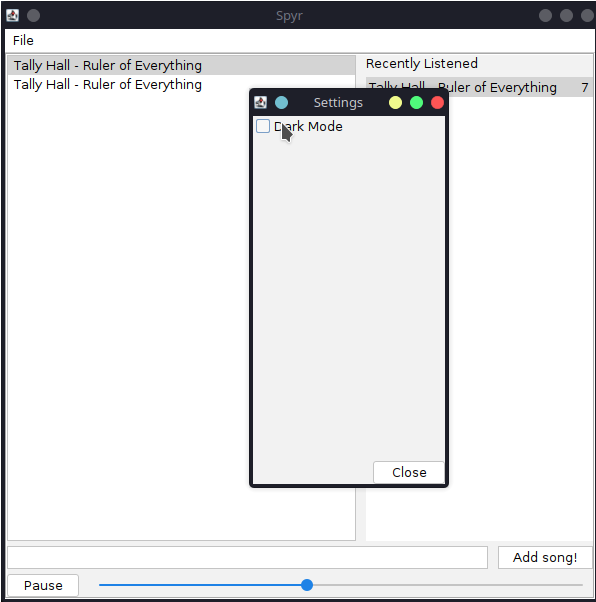 Spyr
File
Tally Hall - Ruler of Everything
Tally Hall - Ruler of Everything
Recently Listened
Tally Hall - Ruler of Everything 7
Settings
Dark Mode
Close
Add song!
Pause